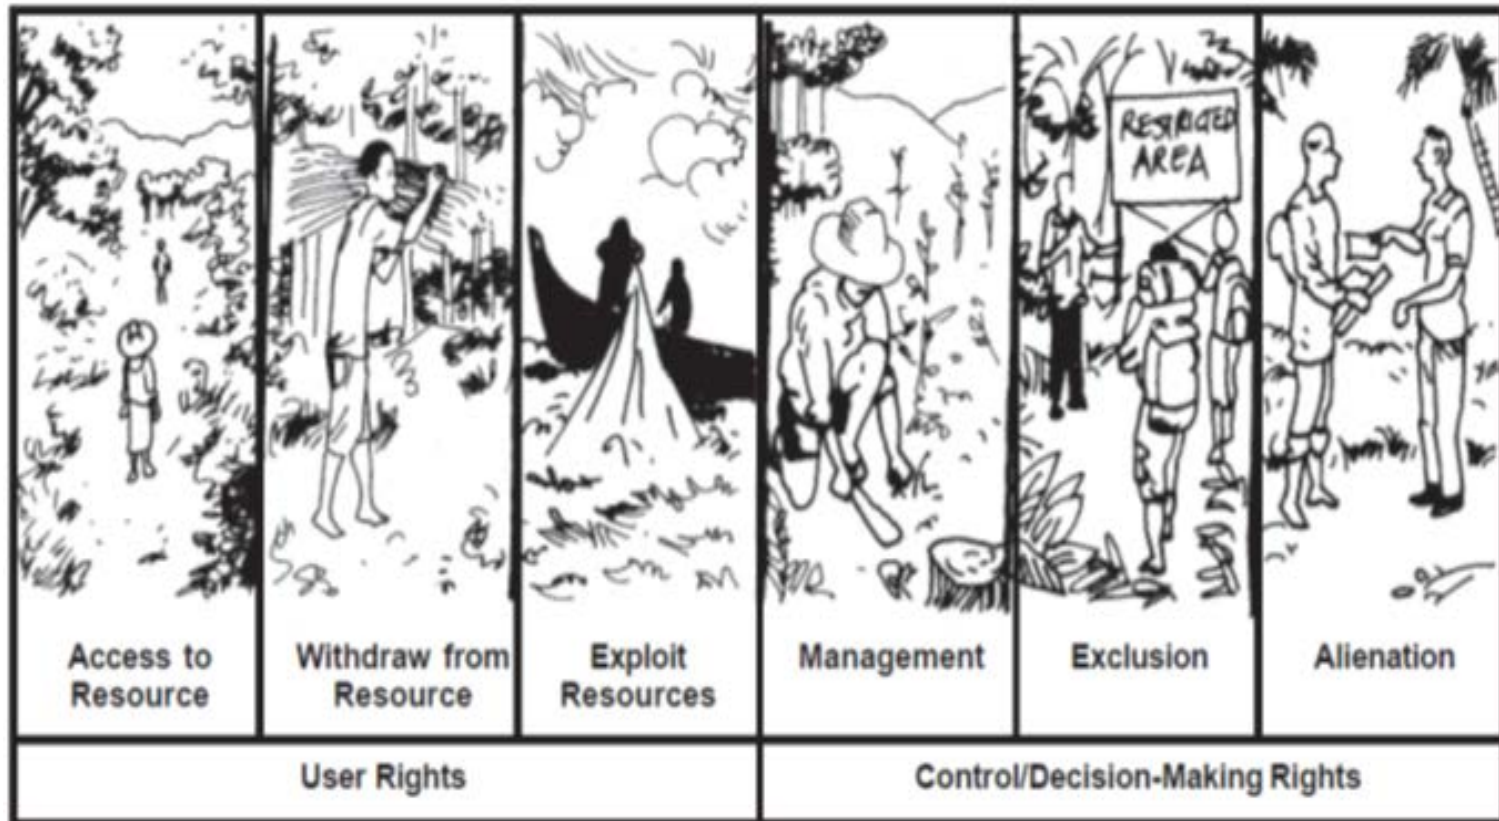 RESTRICTED
AREA
Access to
Resource
Withdraw from
Resource
Exploit
Resources
Management
Exclusion
Alienation
User Rights
Control/Decision-Making Rights